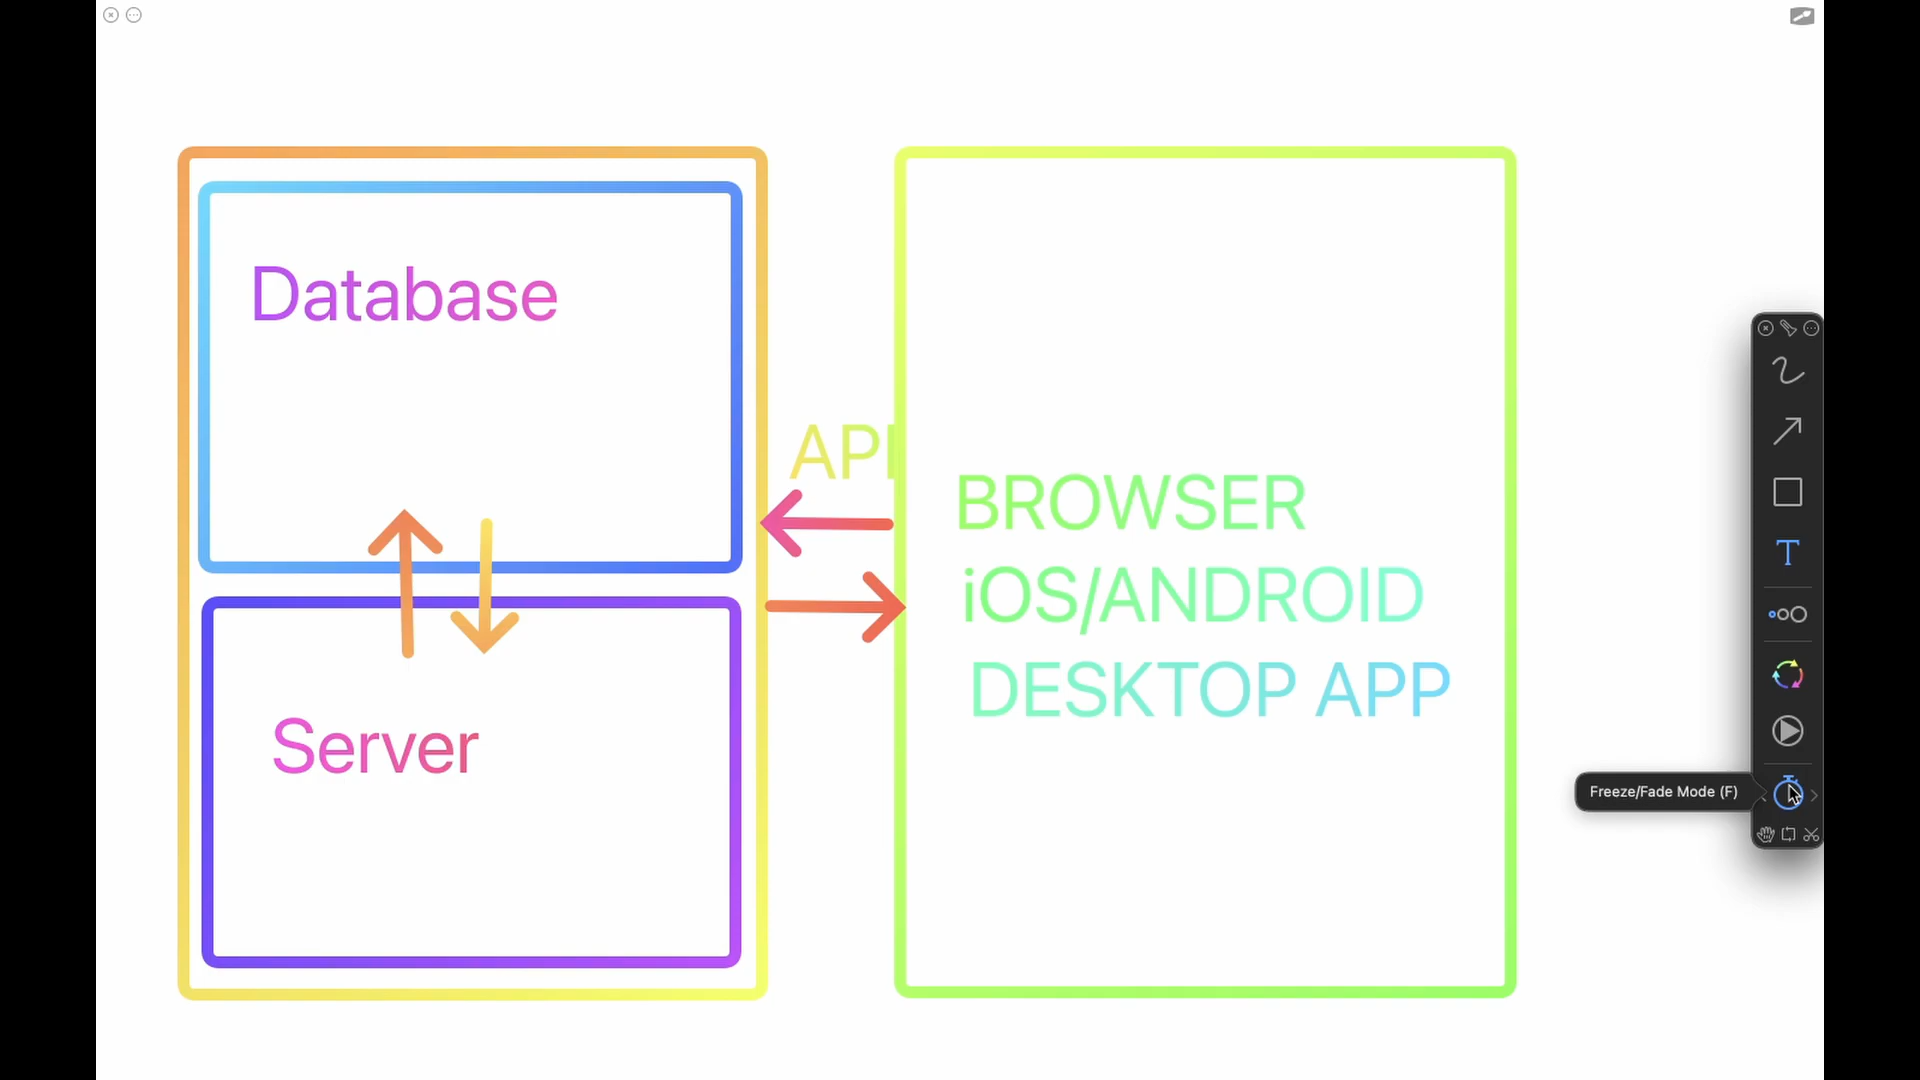 Database
API
BROWSER
iOS/ANDROID
DESKTOP APP
Server
T
Freeze/Fade Mode (F)